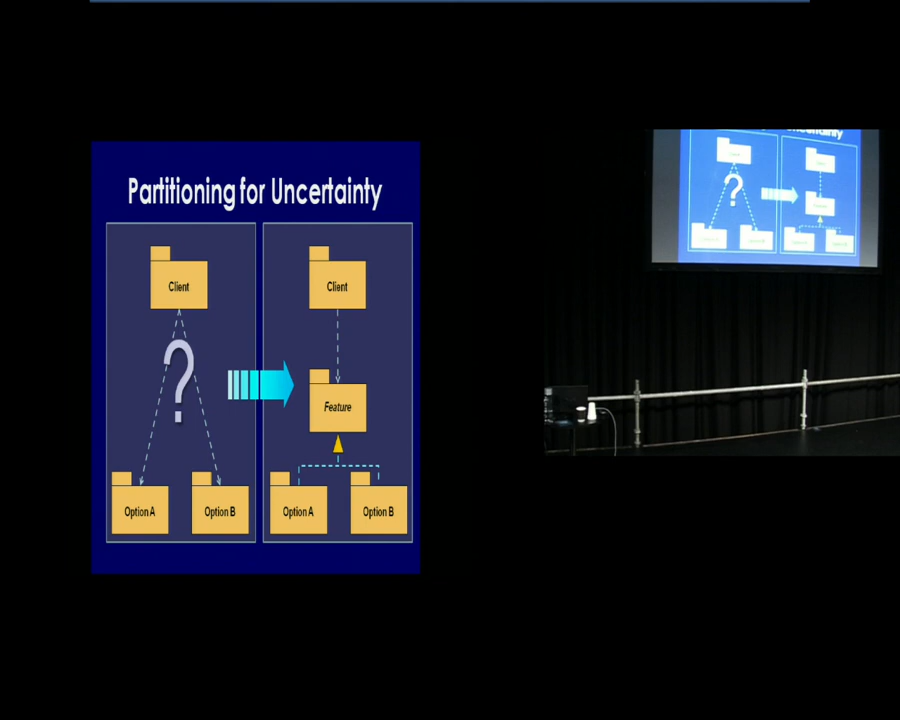 Partitioning for Uncertainty
Client
?
Option A
Option B
Client
Feature
Option A
Option B
?